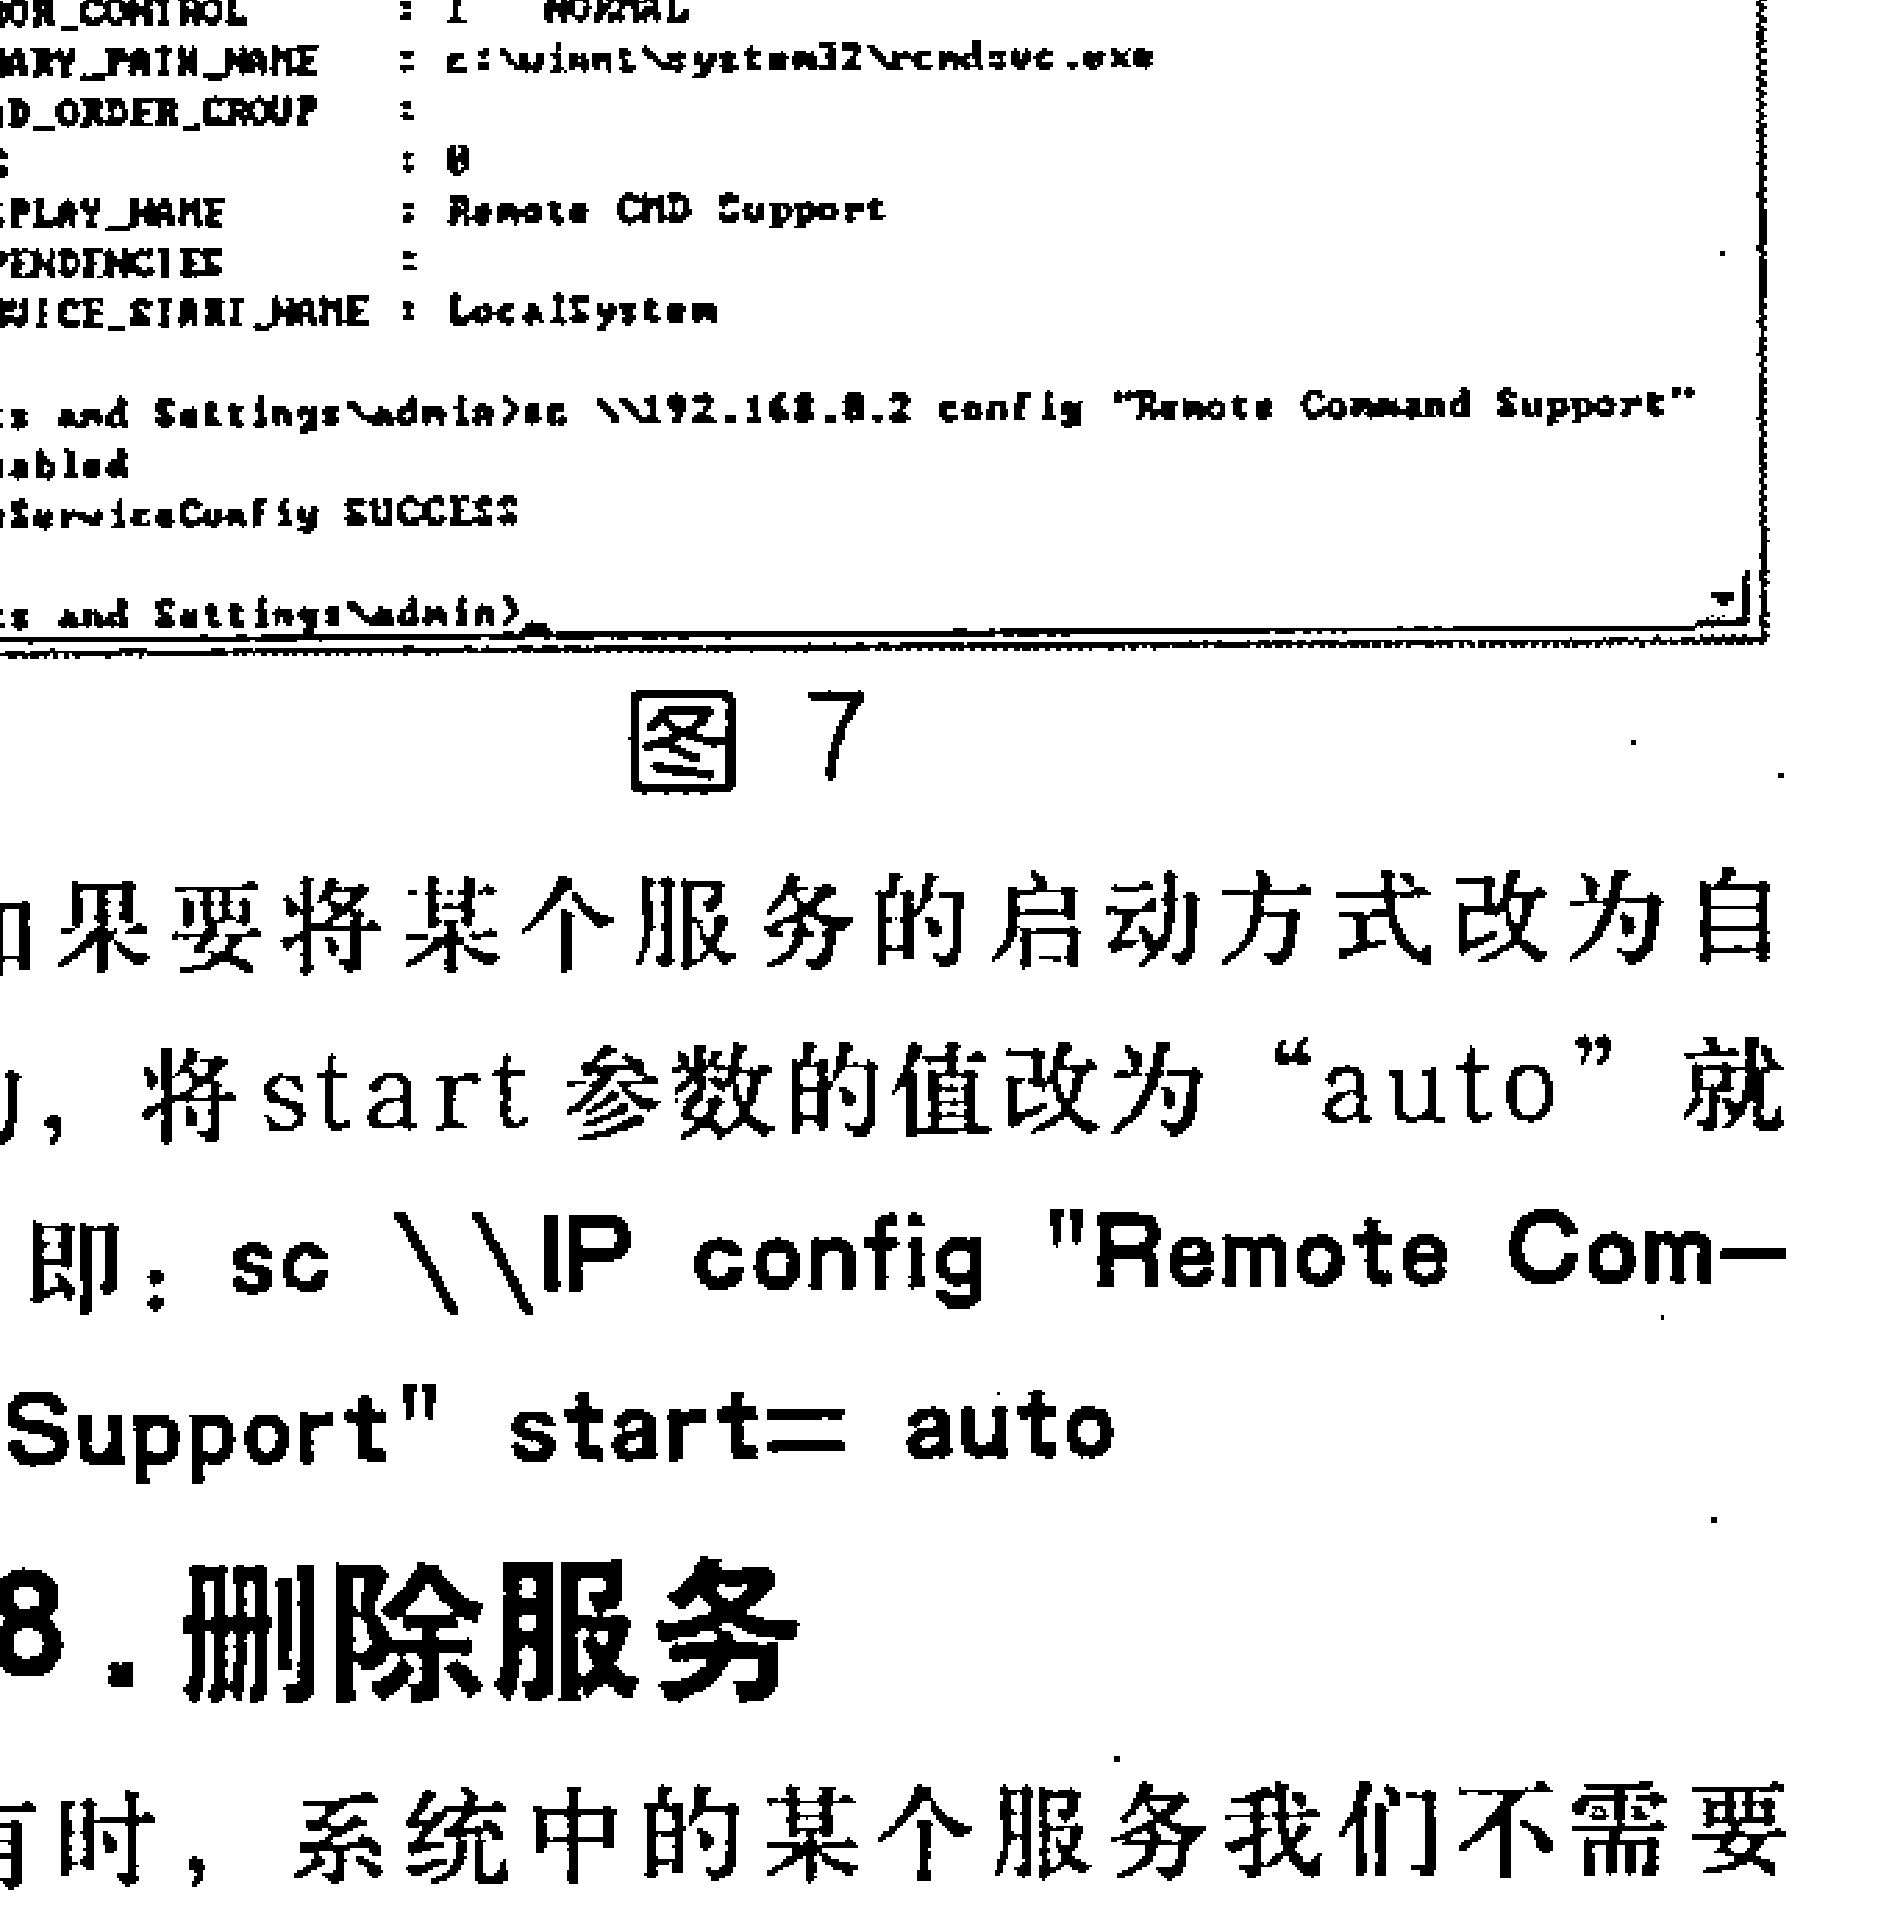 : 1 NORMAL
: c:\winnt\system32\rcmdsvc.exe
D_ORDER_GROUP :
: 0
PLAY_NAME : Remote CMD Support
PENDENCIES :
VICE_START_NAME : LocalSystem
s and Settings\admin>sc \\192.168.0.2 config "Remote Command Support"
abled
ServiceConfig SUCCESS
s and Settings\admin>_
图 7
如果要将某个服务的启动方式改为自
，将start参数的值改为“auto”就
即：sc \\IP config "Remote Com-
Support" start= auto
8.删除服务
有时，系统中的某个服务我们不需要